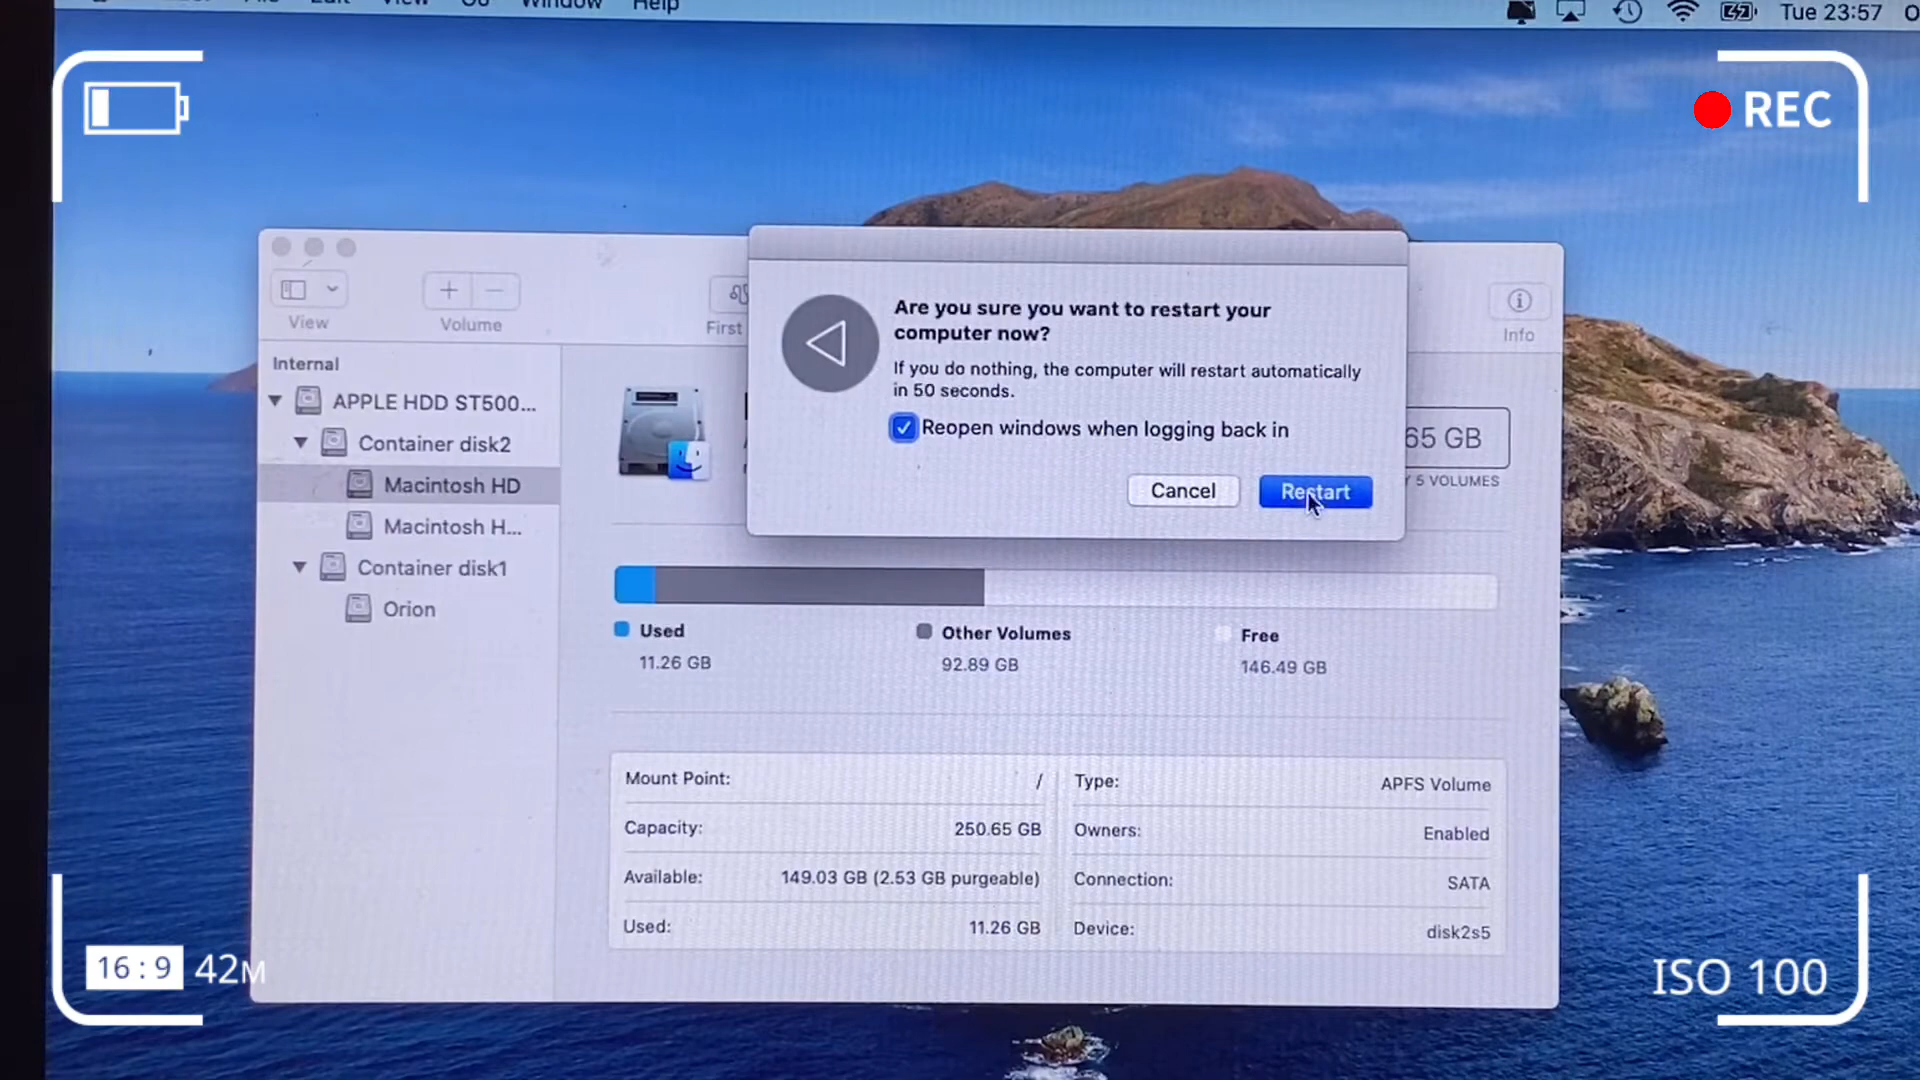 View Go Window Help
Tue 23:57
REC
View
Volume
First
Info
Are you sure you want to restart your
computer now?
If you do nothing, the computer will restart automatically
in 50 seconds.
Reopen windows when logging back in
Cancel
Restart
Internal
APPLE HDD ST500...
Container disk2
Macintosh HD
Macintosh H...
Container disk1
Orion
65 GB
5 VOLUMES
Used
11.26 GB
Other Volumes
92.89 GB
Free
146.49 GB
Mount Point: /
Type: APFS Volume
Capacity: 250.65 GB
Owners: Enabled
Available: 149.03 GB (2.53 GB purgeable)
Connection: SATA
Used: 11.26 GB
Device: disk2s5
16:9 42M
ISO 100